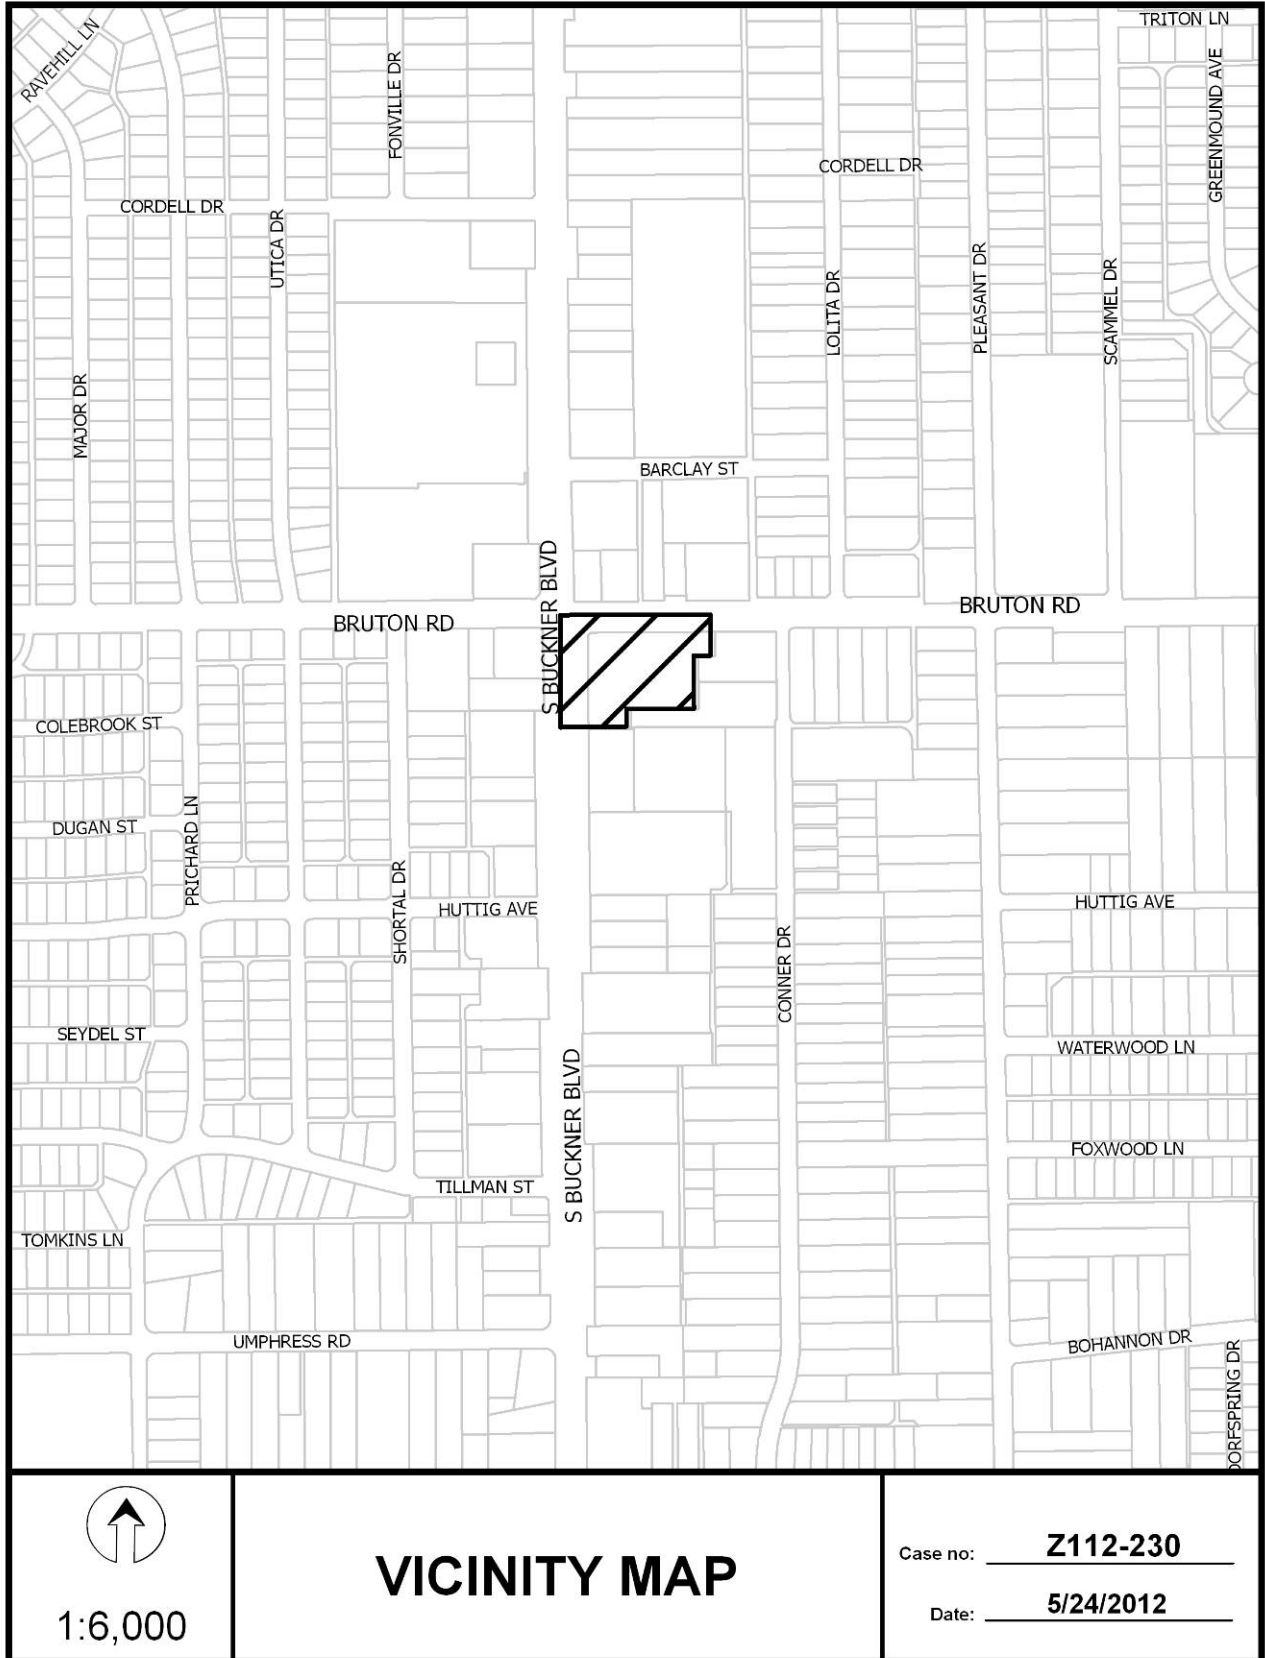 TRITON LN
RAVEHILL LN
FONVILLE DR
GREENMOUND AVE
CORDELL DR
CORDELL DR
UTICA DR
PLEASANT DR
SCAMMEL DR
LOLITA DR
MAJOR DR
BARCLAY ST
S BUCKNER BLVD
BRUTON RD
BRUTON RD
COLEBROOK ST
DUGAN ST
PRICHARD LN
SHORTAL DR
HUTTIG AVE
HUTTIG AVE
CONNER DR
SEYDEL ST
WATERWOOD LN
S BUCKNER BLVD
FOXWOOD LN
TILLMAN ST
TOMKINS LN
UMPHRESS RD
BOHANNON DR
DORFSPRING DR
1:6,000
VICINITY MAP
Case no: Z112-230
Date: 5/24/2012